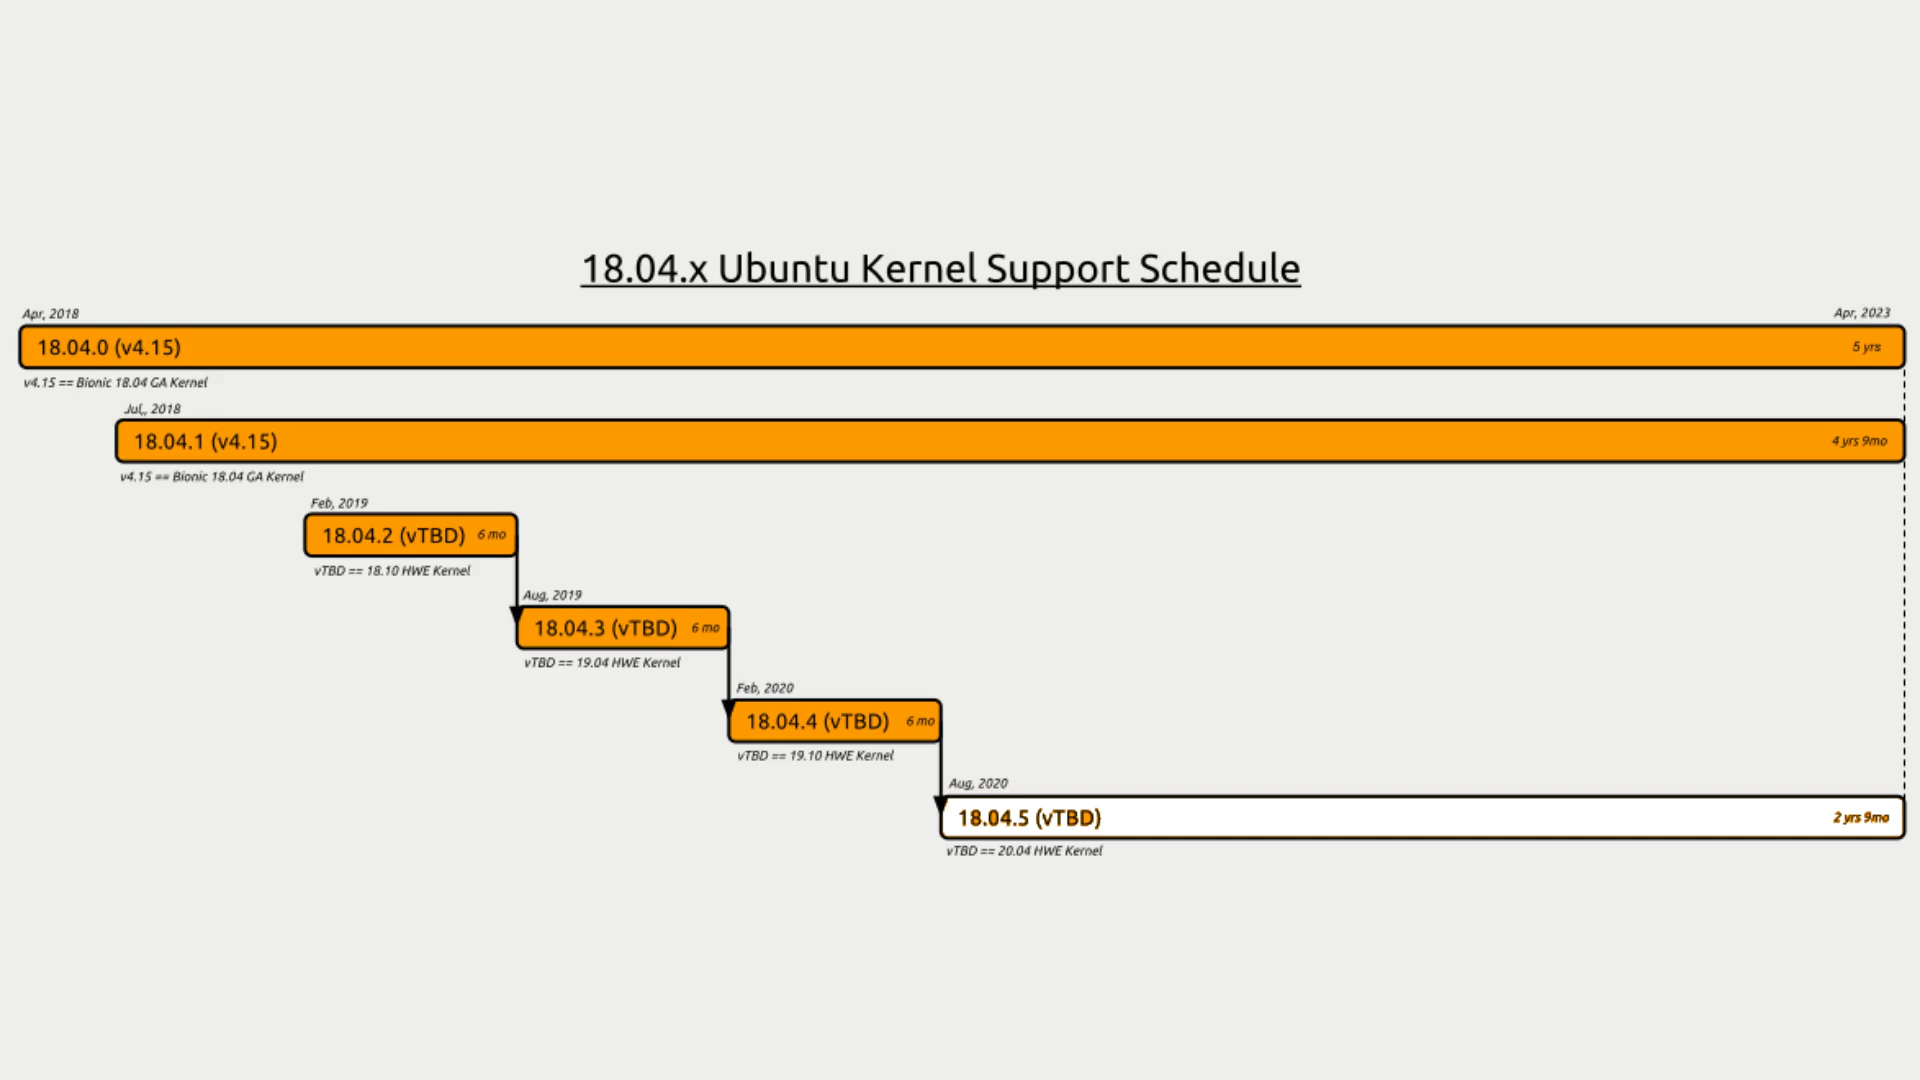 18.04.x Ubuntu Kernel Support Schedule
Apr, 2018
Apr, 2023
18.04.0 (v4.15)
5 yrs
v4.15 == Bionic 18.04 GA Kernel
Jul,, 2018
18.04.1 (v4.15)
4 yrs 9mo
v4.15 == Bionic 18.04 GA Kernel
Feb, 2019
18.04.2 (vTBD)
6 mo
vTBD == 18.10 HWE Kernel
Aug, 2019
18.04.3 (vTBD)
6 mo
vTBD == 19.04 HWE Kernel
Feb, 2020
18.04.4 (vTBD)
6 mo
vTBD == 19.10 HWE Kernel
Aug, 2020
18.04.5 (vTBD)
2 yrs 9mo
vTBD == 20.04 HWE Kernel